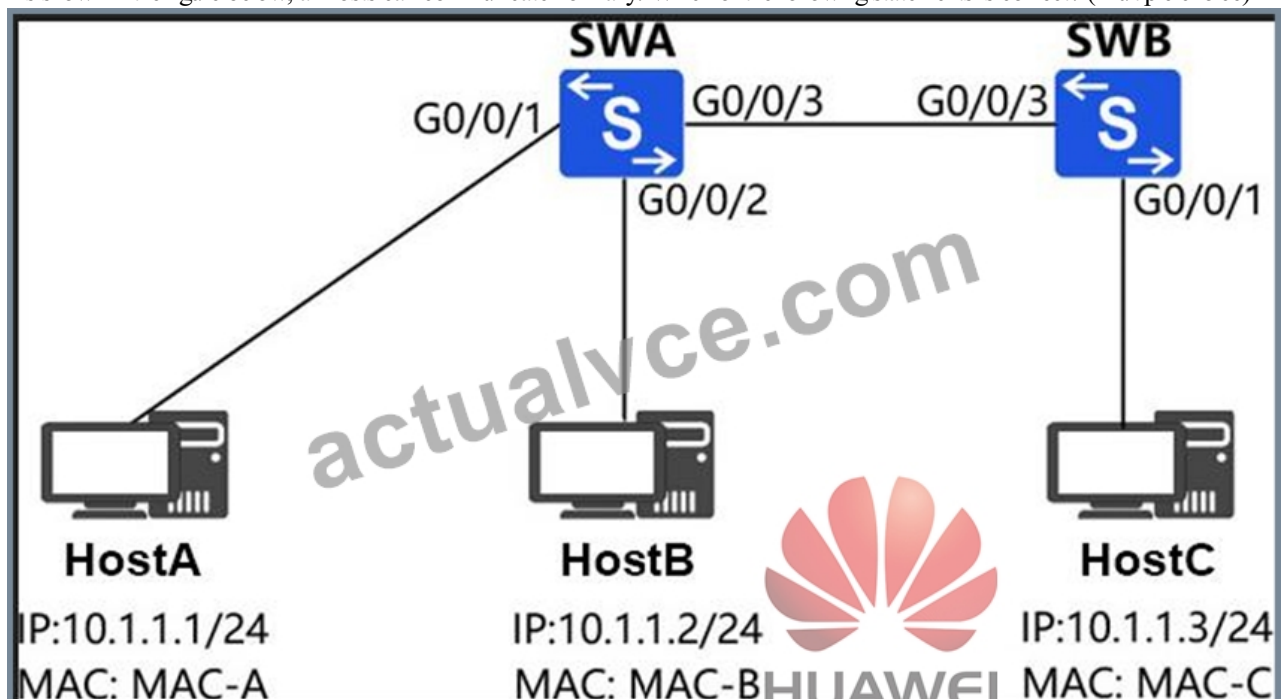 SWA SWB
G0/0/1 G0/0/3 G0/0/3
G0/0/2 G0/0/1
actualvce.com
HostA HostB HostC
IP:10.1.1.1/24 IP:10.1.1.2/24 IP:10.1.1.3/24
MAC: MAC-A MAC: MAC-B HUAWEI MAC: MAC-C